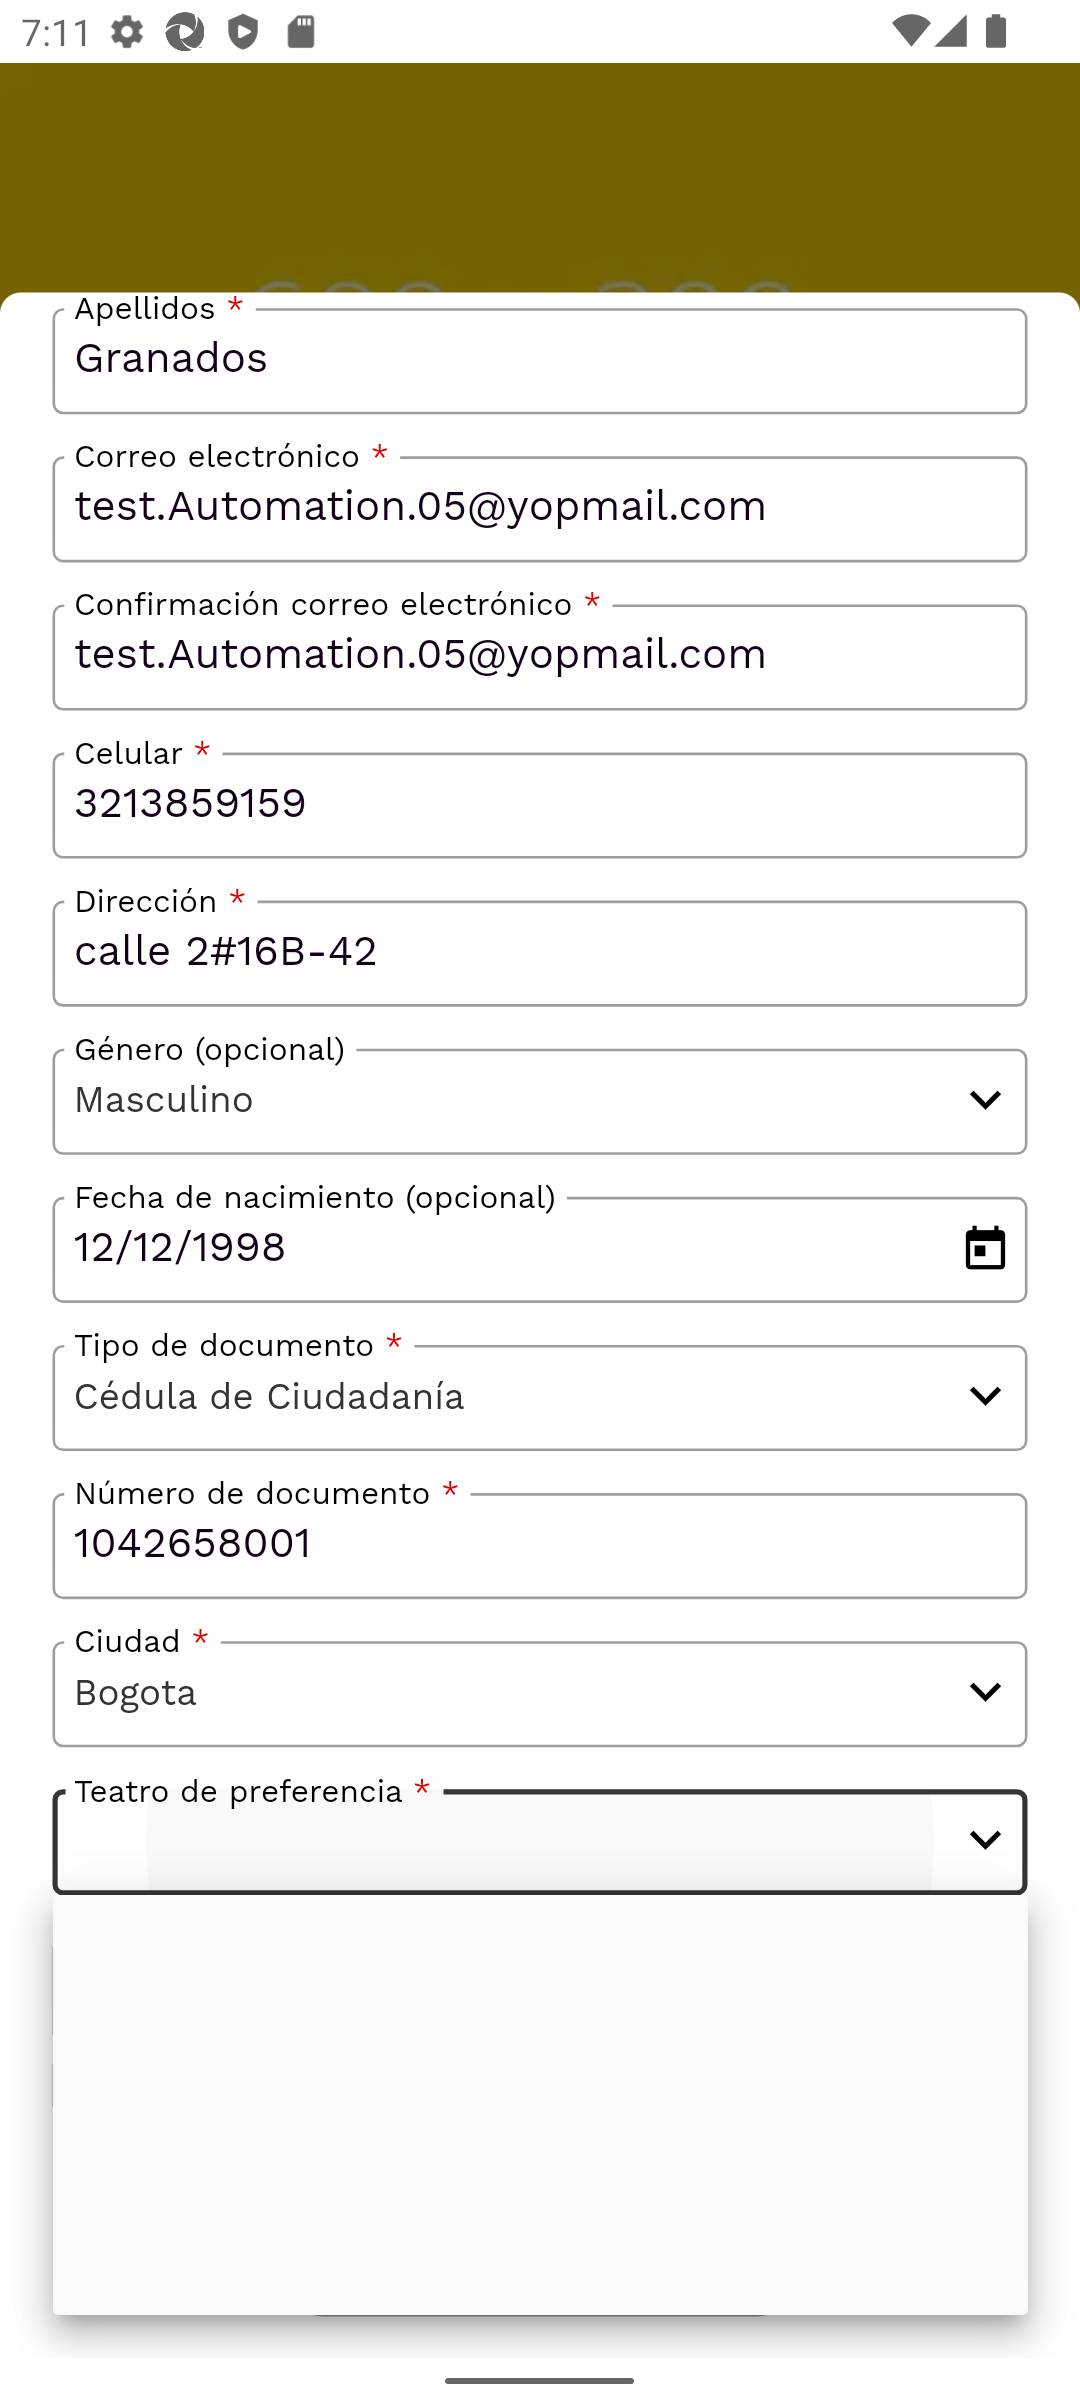 7:11
Apellidos *
Granados
Correo electrónico *
test.Automation.05@yopmail.com
Confirmación correo electrónico *
test.Automation.05@yopmail.com
Celular *
3213859159
Dirección *
calle 2#16B-42
Género (opcional)
Masculino
Fecha de nacimiento (opcional)
12/12/1998
Tipo de documento *
Cédula de Ciudadanía
Número de documento *
1042658001
Ciudad *
Bogota
Teatro de preferencia *